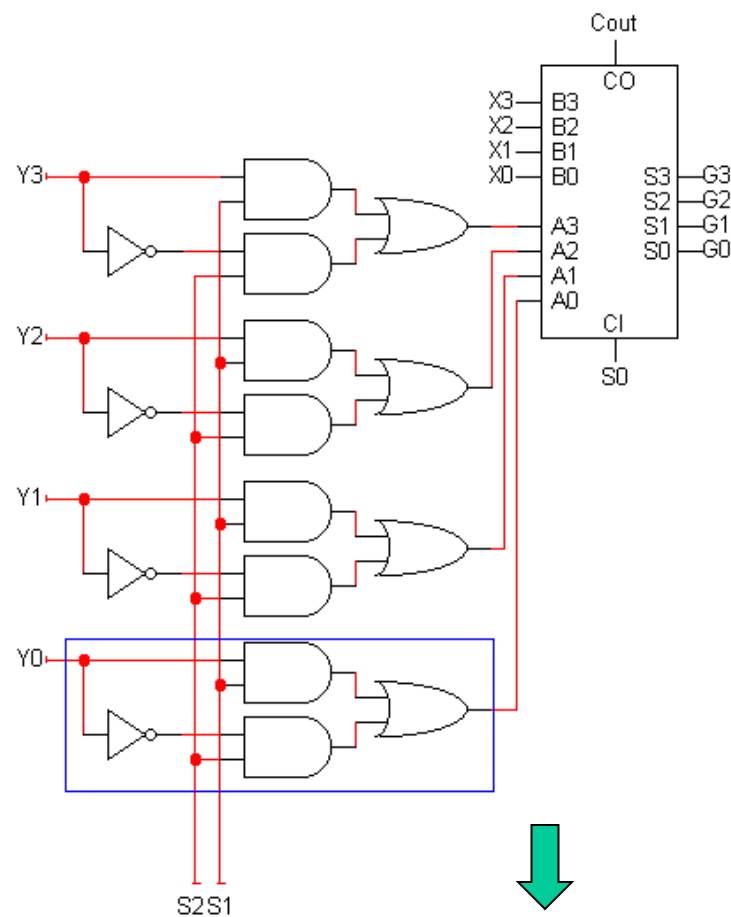 Cout
CO
X3 B3
X2 B2
X1 B1
X0 B0
Y3
S3 G3
S2 G2
A3 S1 G1
A2 S0 G0
A1
A0
CI
Y2
S0
Y1
Y0
S2 S1